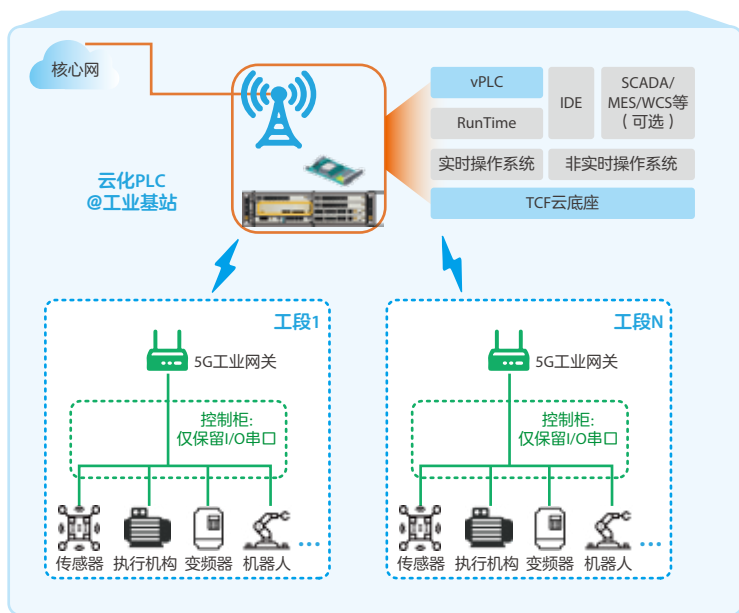 核心网
云化PLC
@工业基站
vPLC
RunTime
IDE
SCADA/
MES/WCS等
（可选）
实时操作系统
非实时操作系统
TCF云底座
工段1
5G工业网关
控制柜:
仅保留I/O串口
传感器 执行机构 变频器 机器人 ...
工段N
5G工业网关
控制柜:
仅保留I/O串口
传感器 执行机构 变频器 机器人 ...